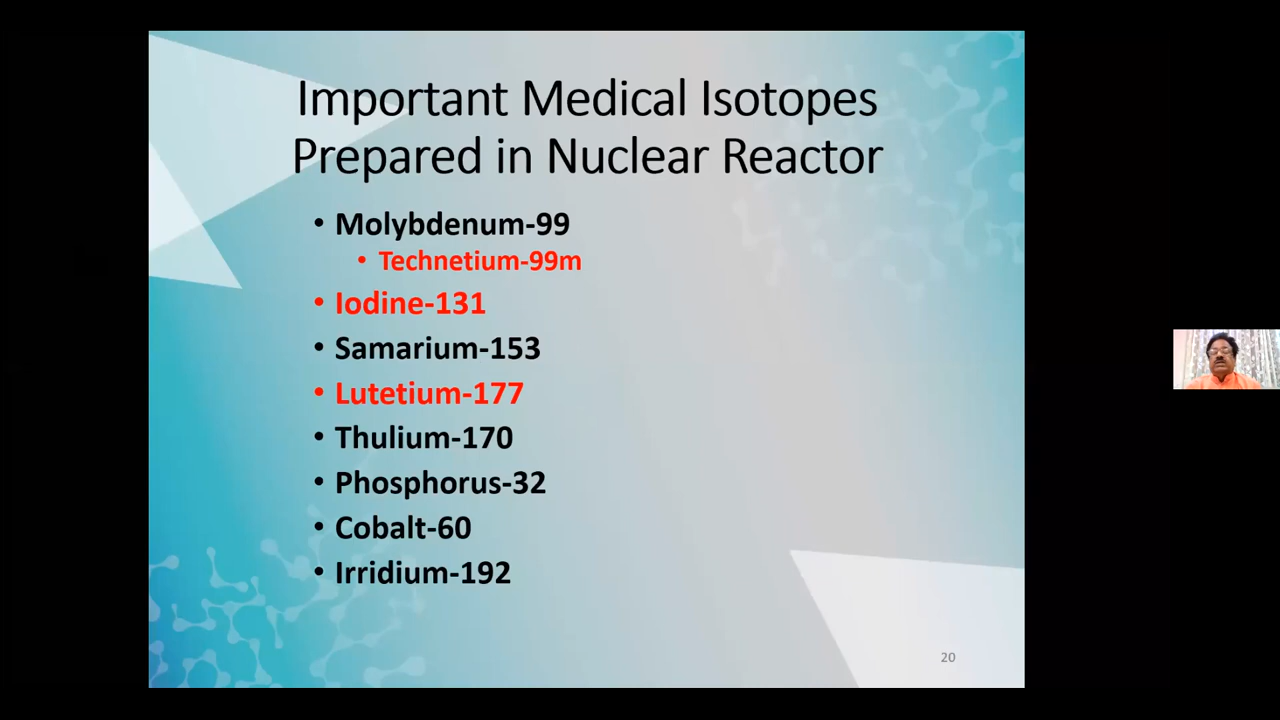 Important Medical Isotopes
Prepared in Nuclear Reactor
• Molybdenum-99
• Technetium-99m
• Iodine-131
• Samarium-153
• Lutetium-177
• Thulium-170
• Phosphorus-32
• Cobalt-60
• Irridium-192
20